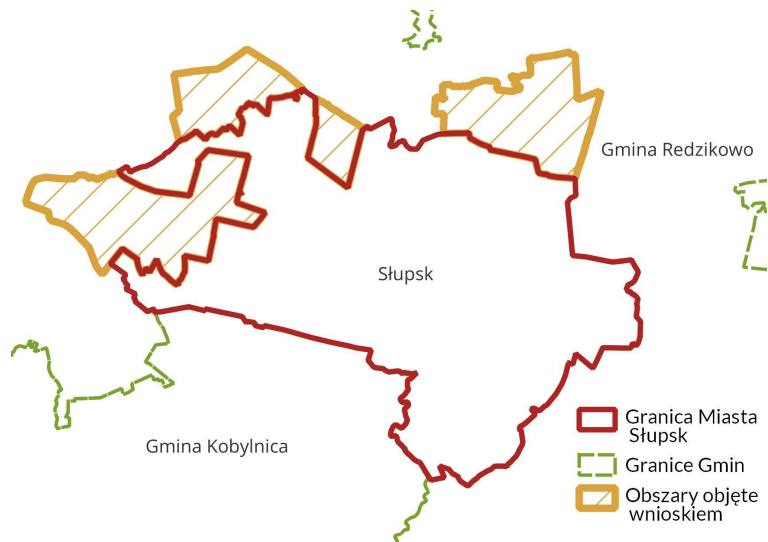 Gmina Redzikowo
Słupsk
Gmina Kobylnica
Granica Miasta
Słupsk
Granice Gmin
Obszary objęte
wnioskiem